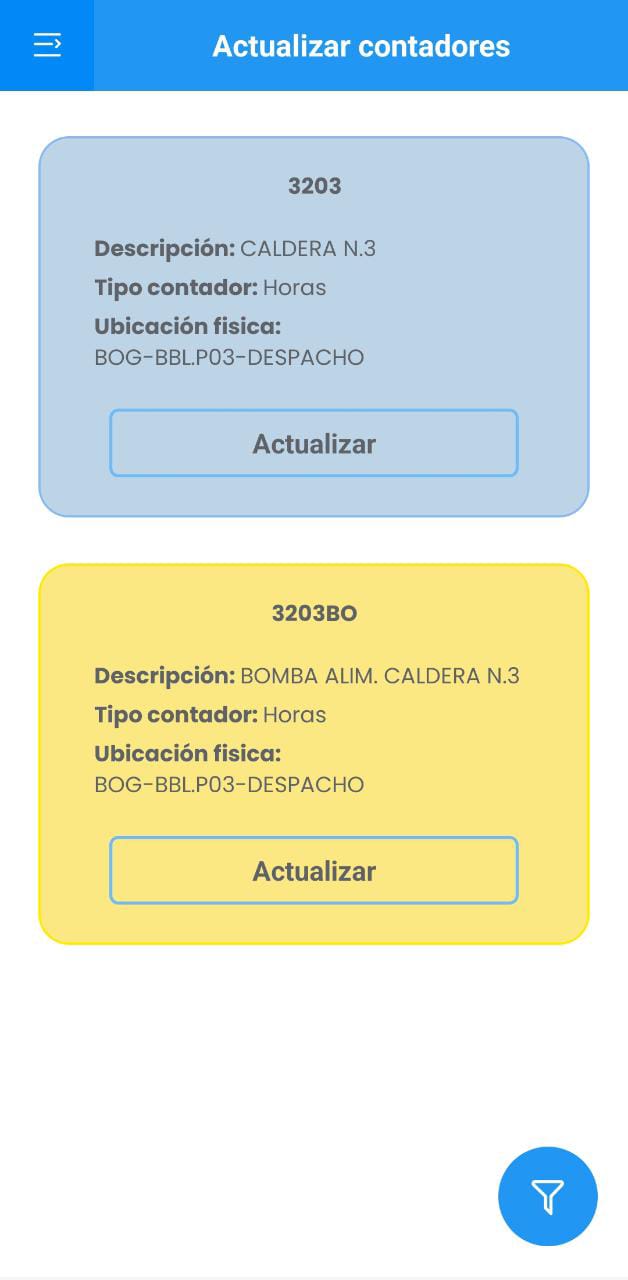 Actualizar contadores
3203
Descripción: CALDERA N.3
Tipo contador: Horas
Ubicación fisica:
BOG-BBL.P03-DESPACHO
Actualizar
3203BO
Descripción: BOMBA ALIM. CALDERA N.3
Tipo contador: Horas
Ubicación fisica:
BOG-BBL.P03-DESPACHO
Actualizar